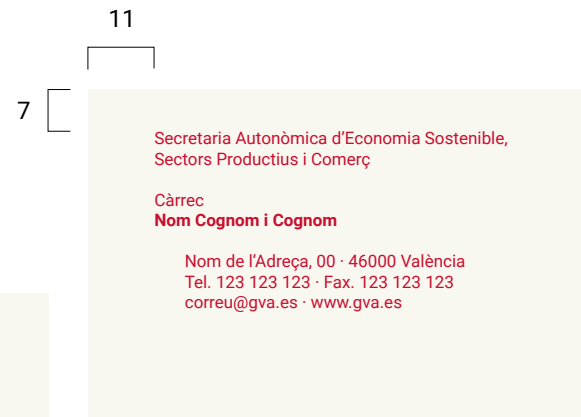 11
7
Secretaria Autonòmica d’Economia Sostenible,
Sectors Productius i Comerç
Càrrec
Nom Cognom i Cognom
Nom de l’Adreça, 00 · 46000 València
Tel. 123 123 123 · Fax. 123 123 123
correu@gva.es · www.gva.es